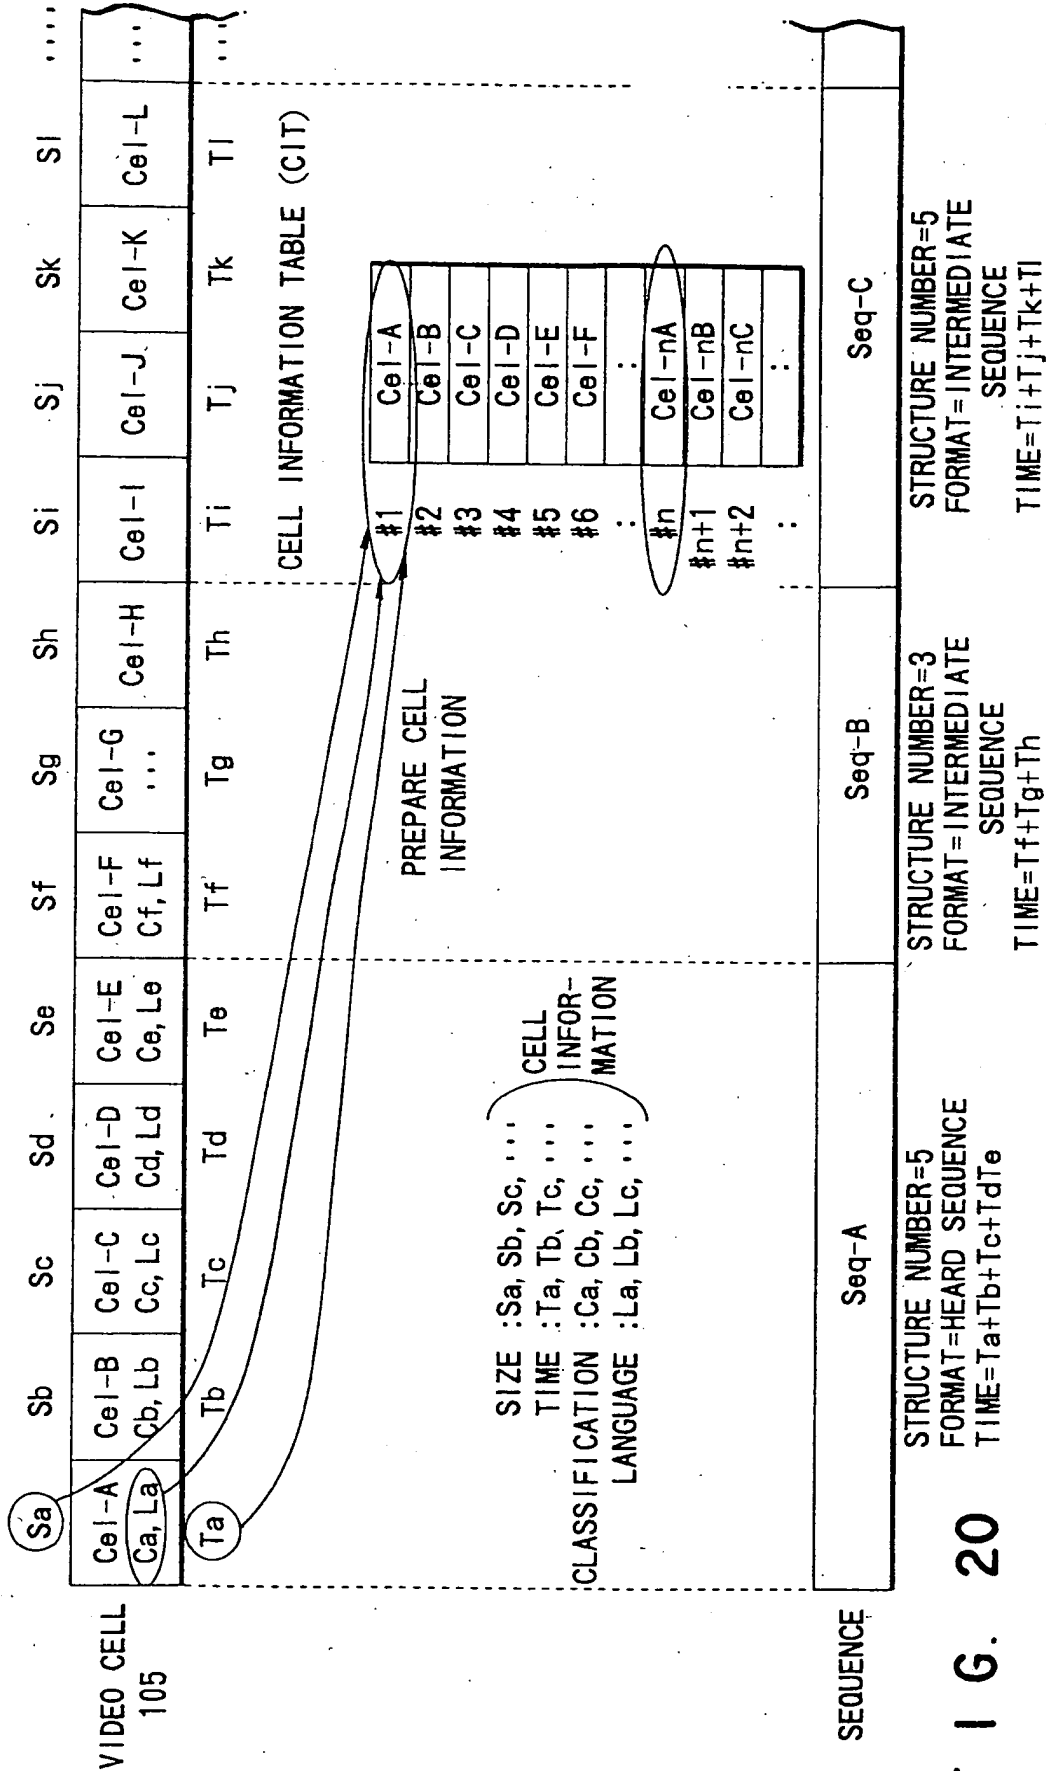 Sa Sb Sc Sd Se Sf Sg Sh Si Sj Sk Sl ....
VIDEO CELL
105
Cel-A Cel-B Cel-C Cel-D Cel-E Cel-F Cel-G Cel-H Cel-I Cel-J Cel-K Cel-L ...
Ca, La Cb, Lb Cc, Lc Cd, Ld Ce, Le Cf, Lf ...
Ta Tb Tc Td Te Tf Tg Th Ti Tj Tk Tl ....
CELL INFORMATION TABLE (CIT)
PREPARE CELL
INFORMATION
#1 Cel-A
#2 Cel-B
#3 Cel-C
#4 Cel-D
#5 Cel-E
#6 Cel-F
: :
#n Cel-nA
#n+1 Cel-nB
#n+2 Cel-nC
: :
SIZE :Sa, Sb, Sc, ...
TIME :Ta, Tb, Tc, ...
CLASSIFICATION :Ca, Cb, Cc, ...
LANGUAGE :La, Lb, Lc, ...
CELL
INFOR-
MATION
SEQUENCE
Seq-A Seq-B Seq-C
STRUCTURE NUMBER=5
FORMAT=HEARD SEQUENCE
TIME=Ta+Tb+Tc+TdTe
STRUCTURE NUMBER=3
FORMAT=INTERMEDIATE
SEQUENCE
TIME=Tf+Tg+Th
STRUCTURE NUMBER=5
FORMAT=INTERMEDIATE
SEQUENCE
TIME=Ti+Tj+Tk+Tl
I G. 20